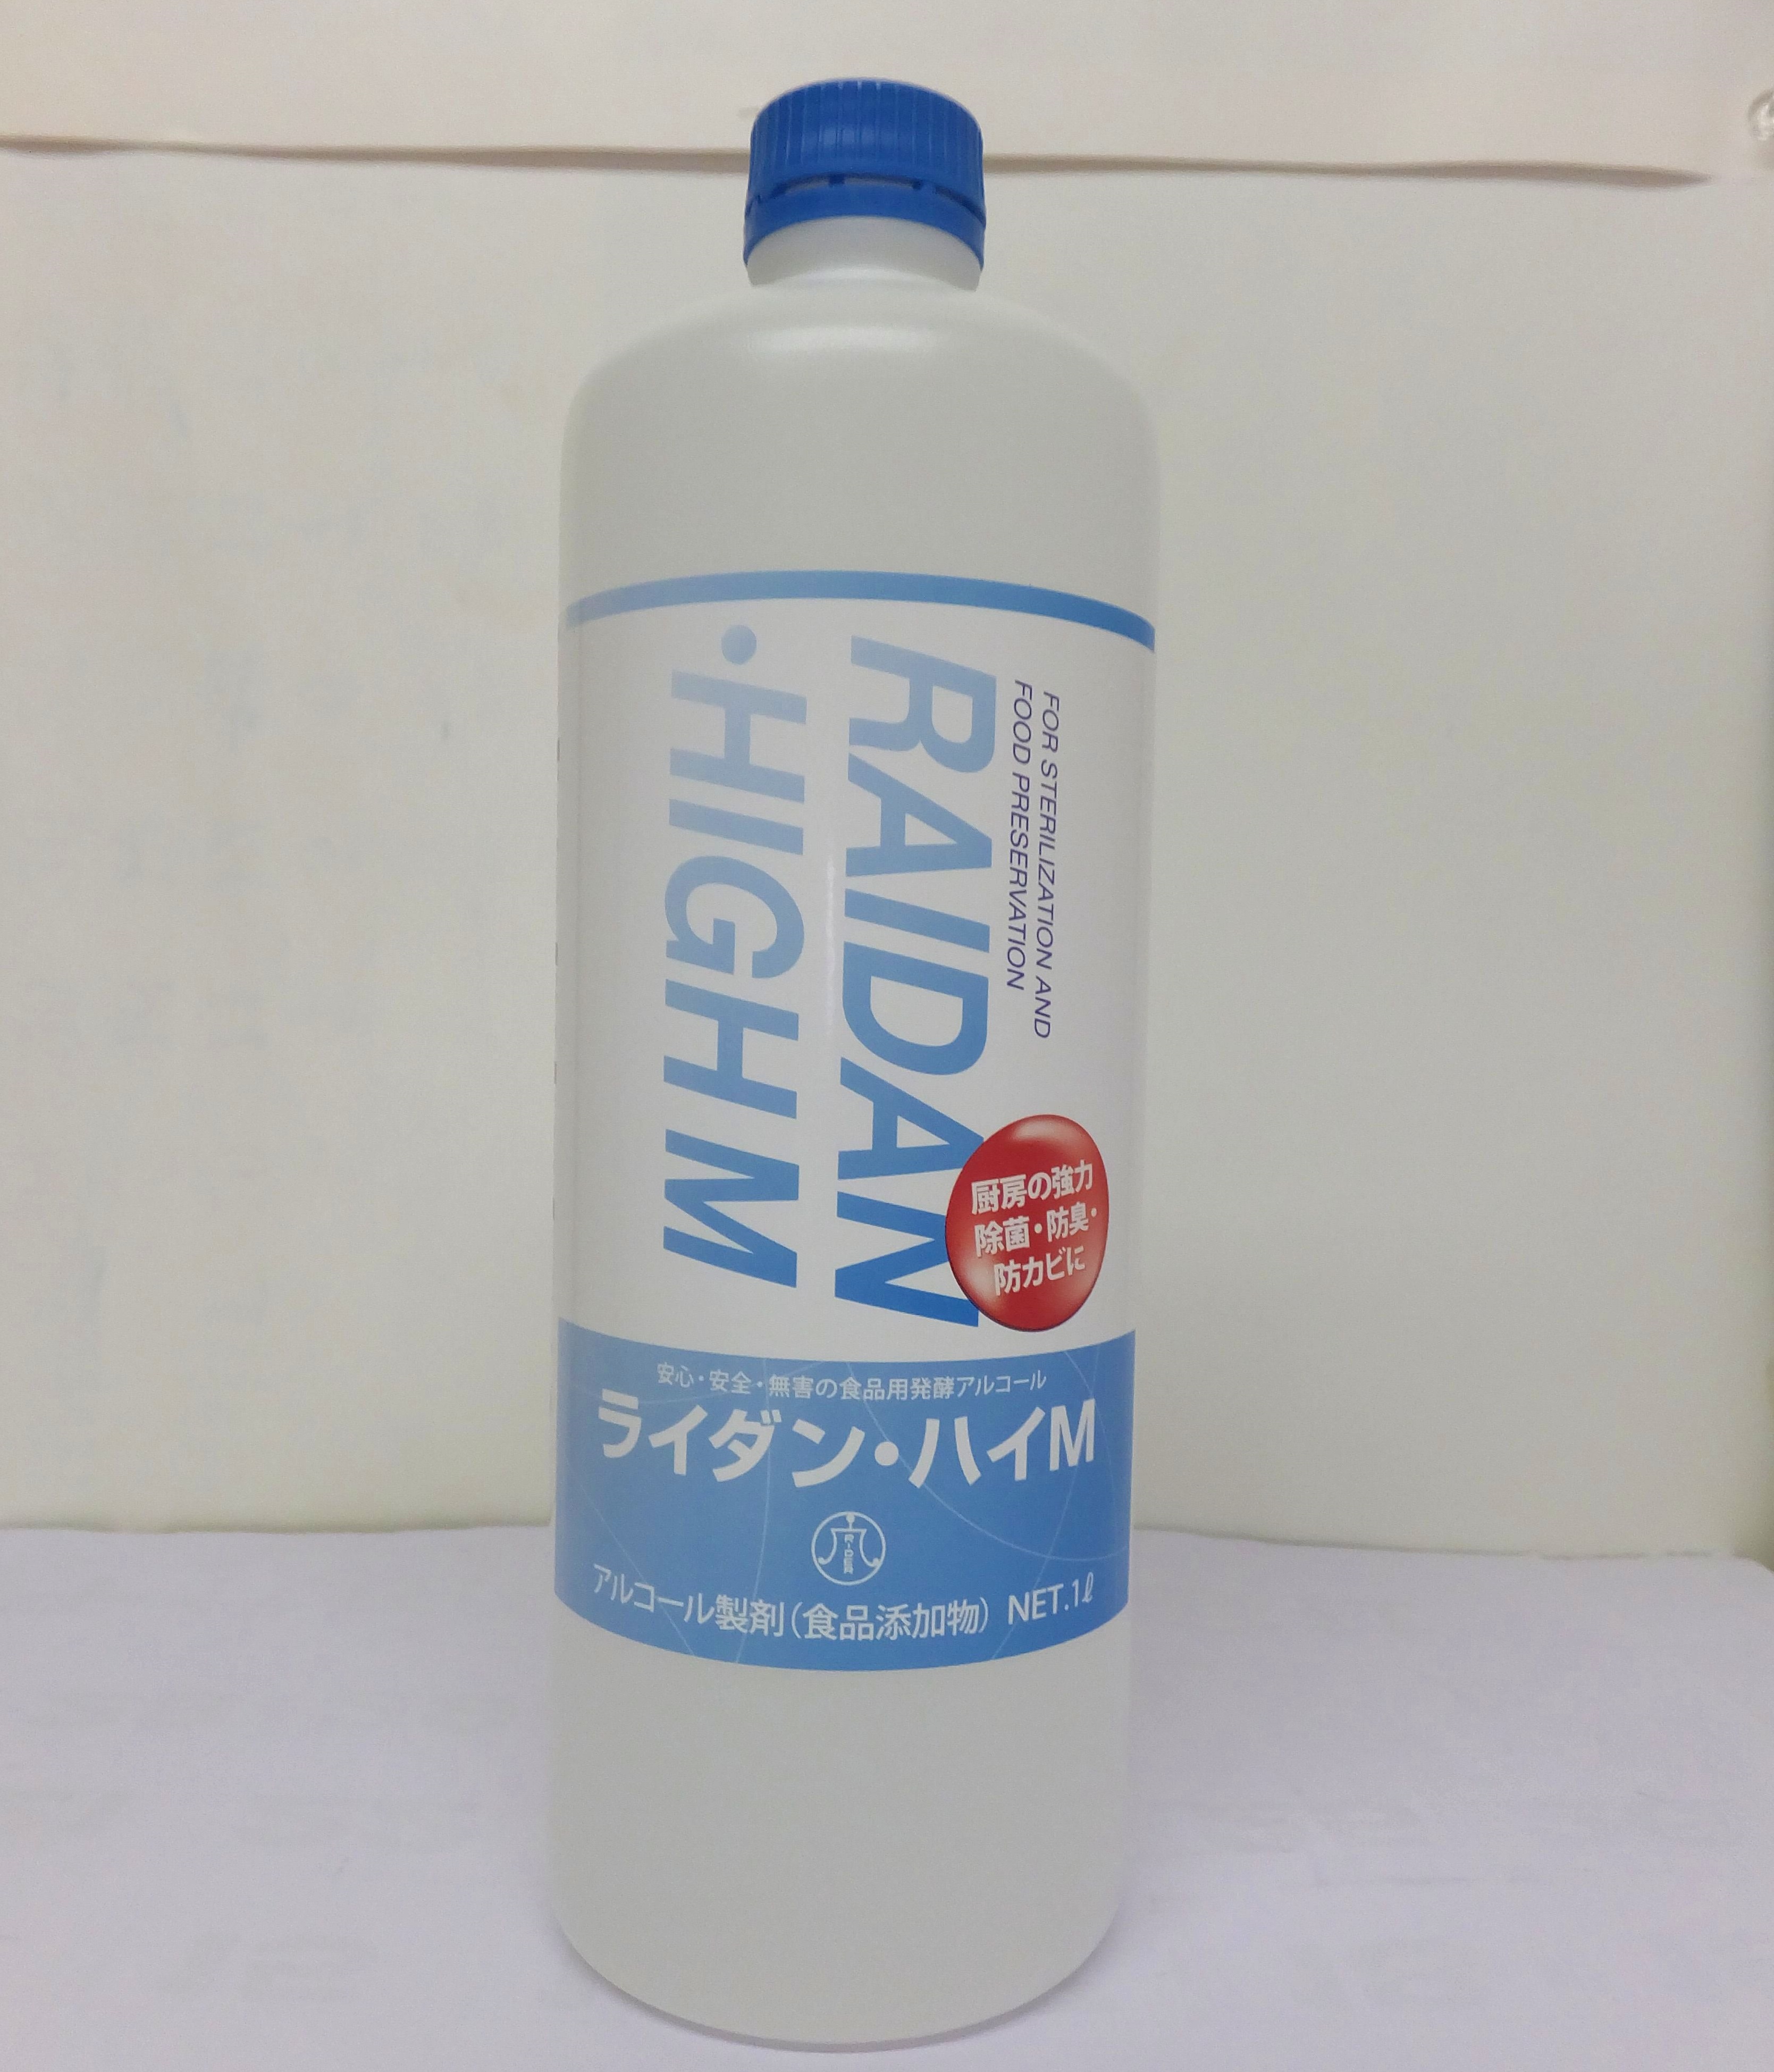 FOR STERILIZATION AND
FOOD PRESERVATION
RAIDAN
・HIGH M
厨房の強力
除菌・防臭・
防カビに
安心・安全・無害の食品用発酵アルコール
ライダン・ハイM
RIDER
アルコール製剤（食品添加物） NET.1ℓ